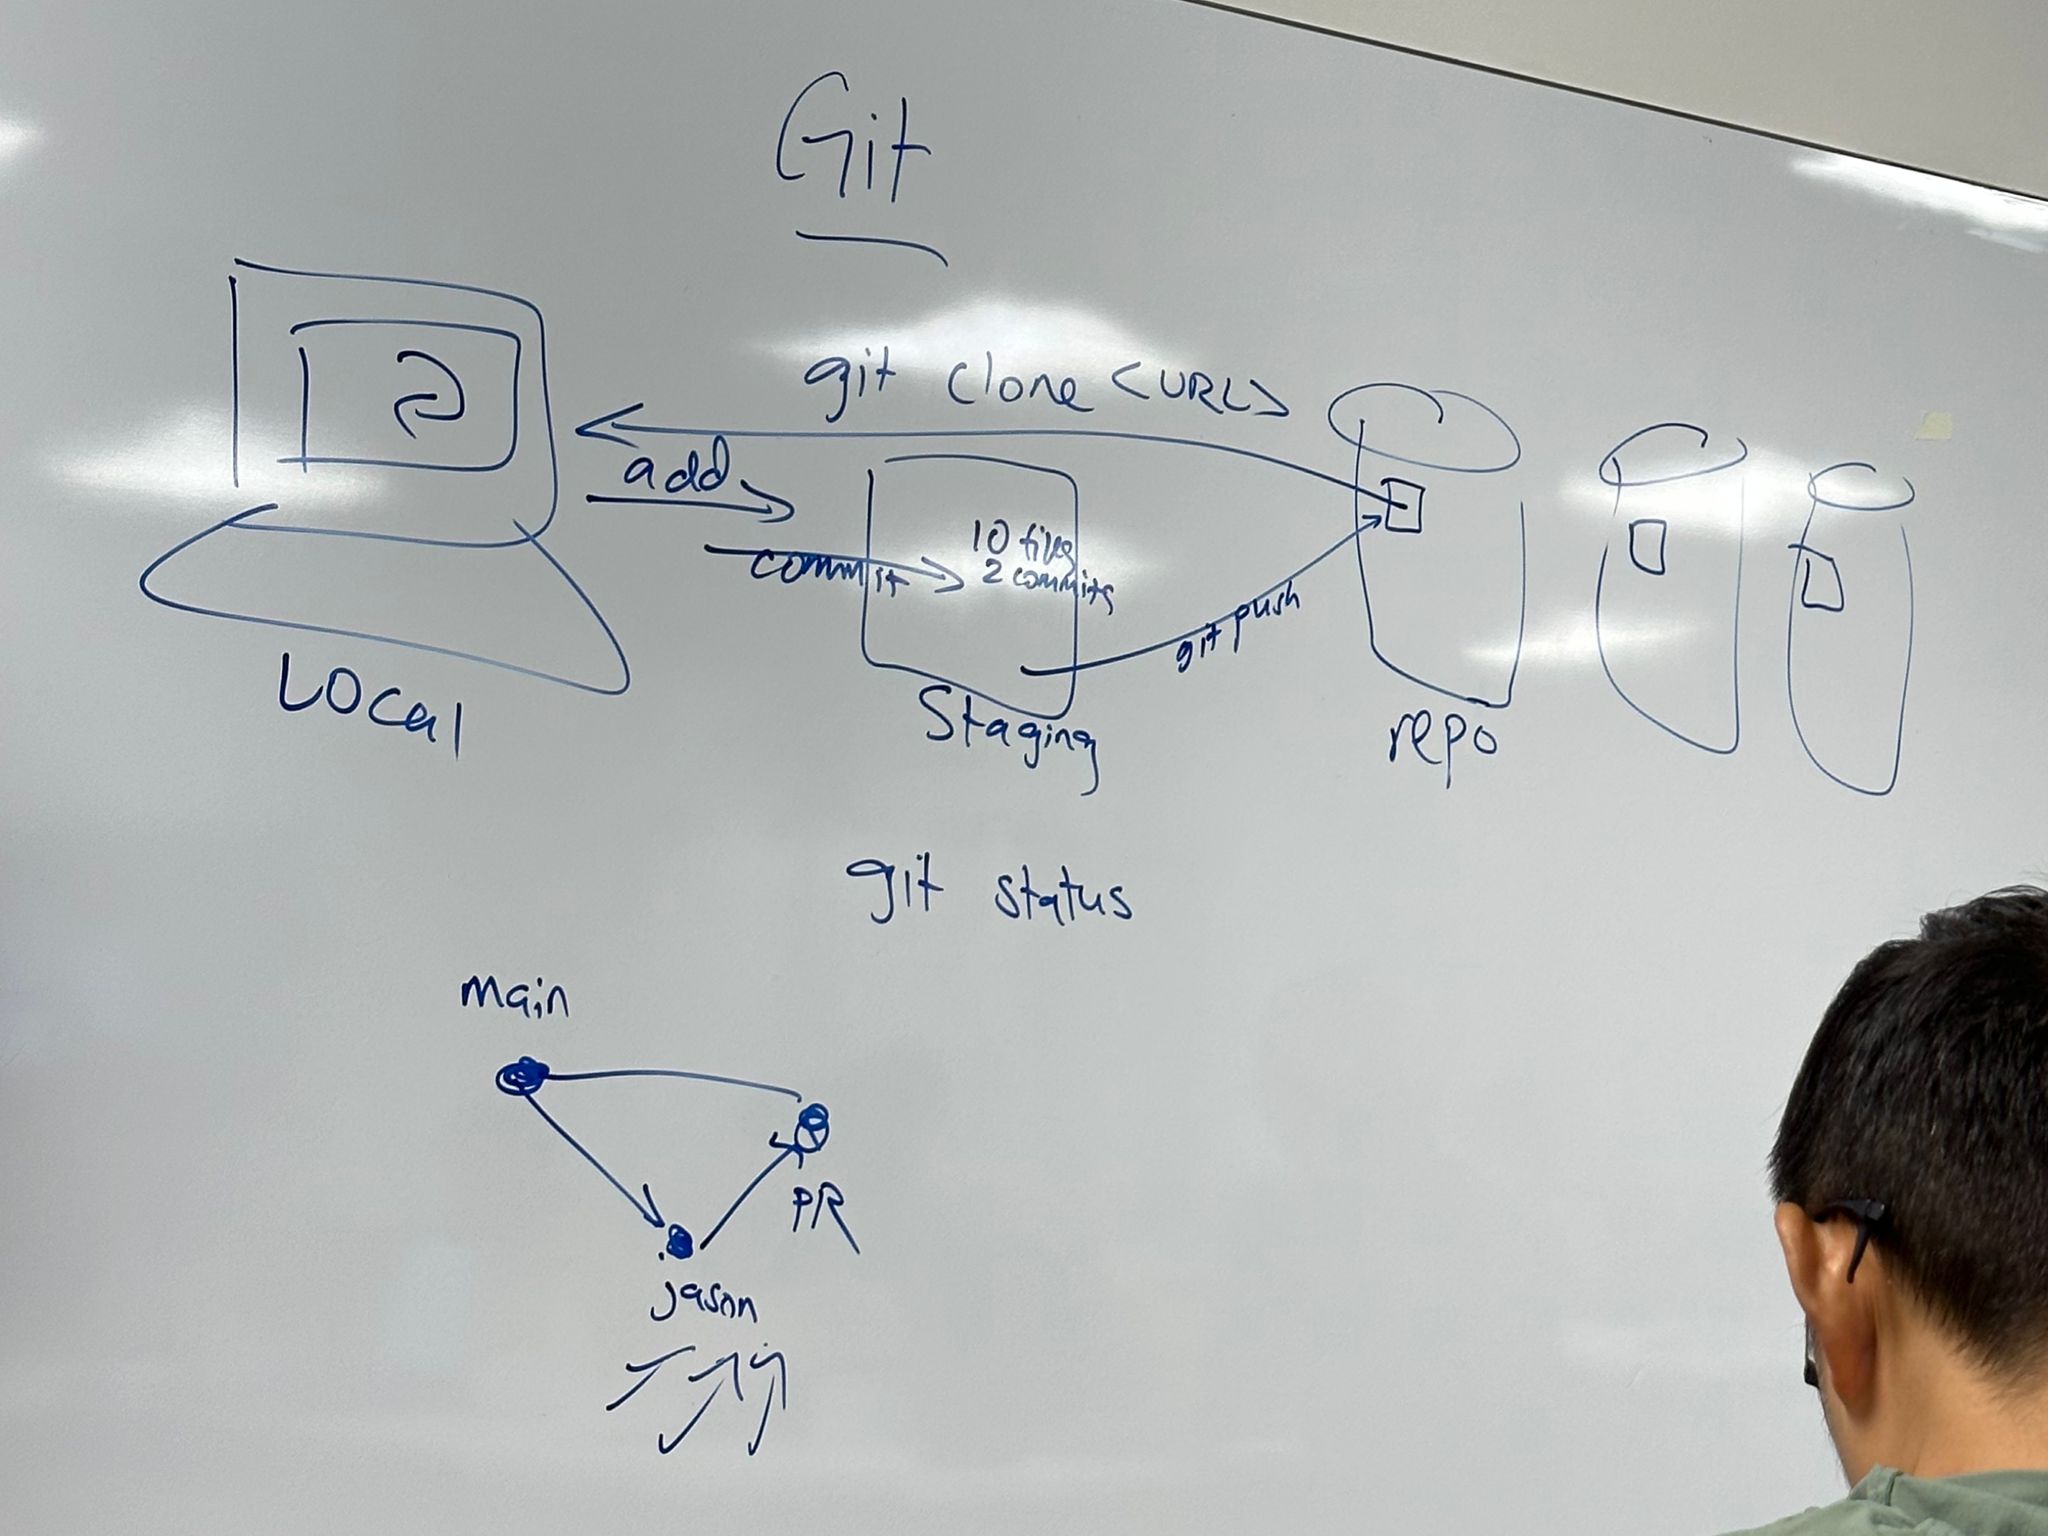 Git
git clone <URL>
add
commit
10 files
2 commits
git push
Local
Staging
repo
git status
main
PR
jason